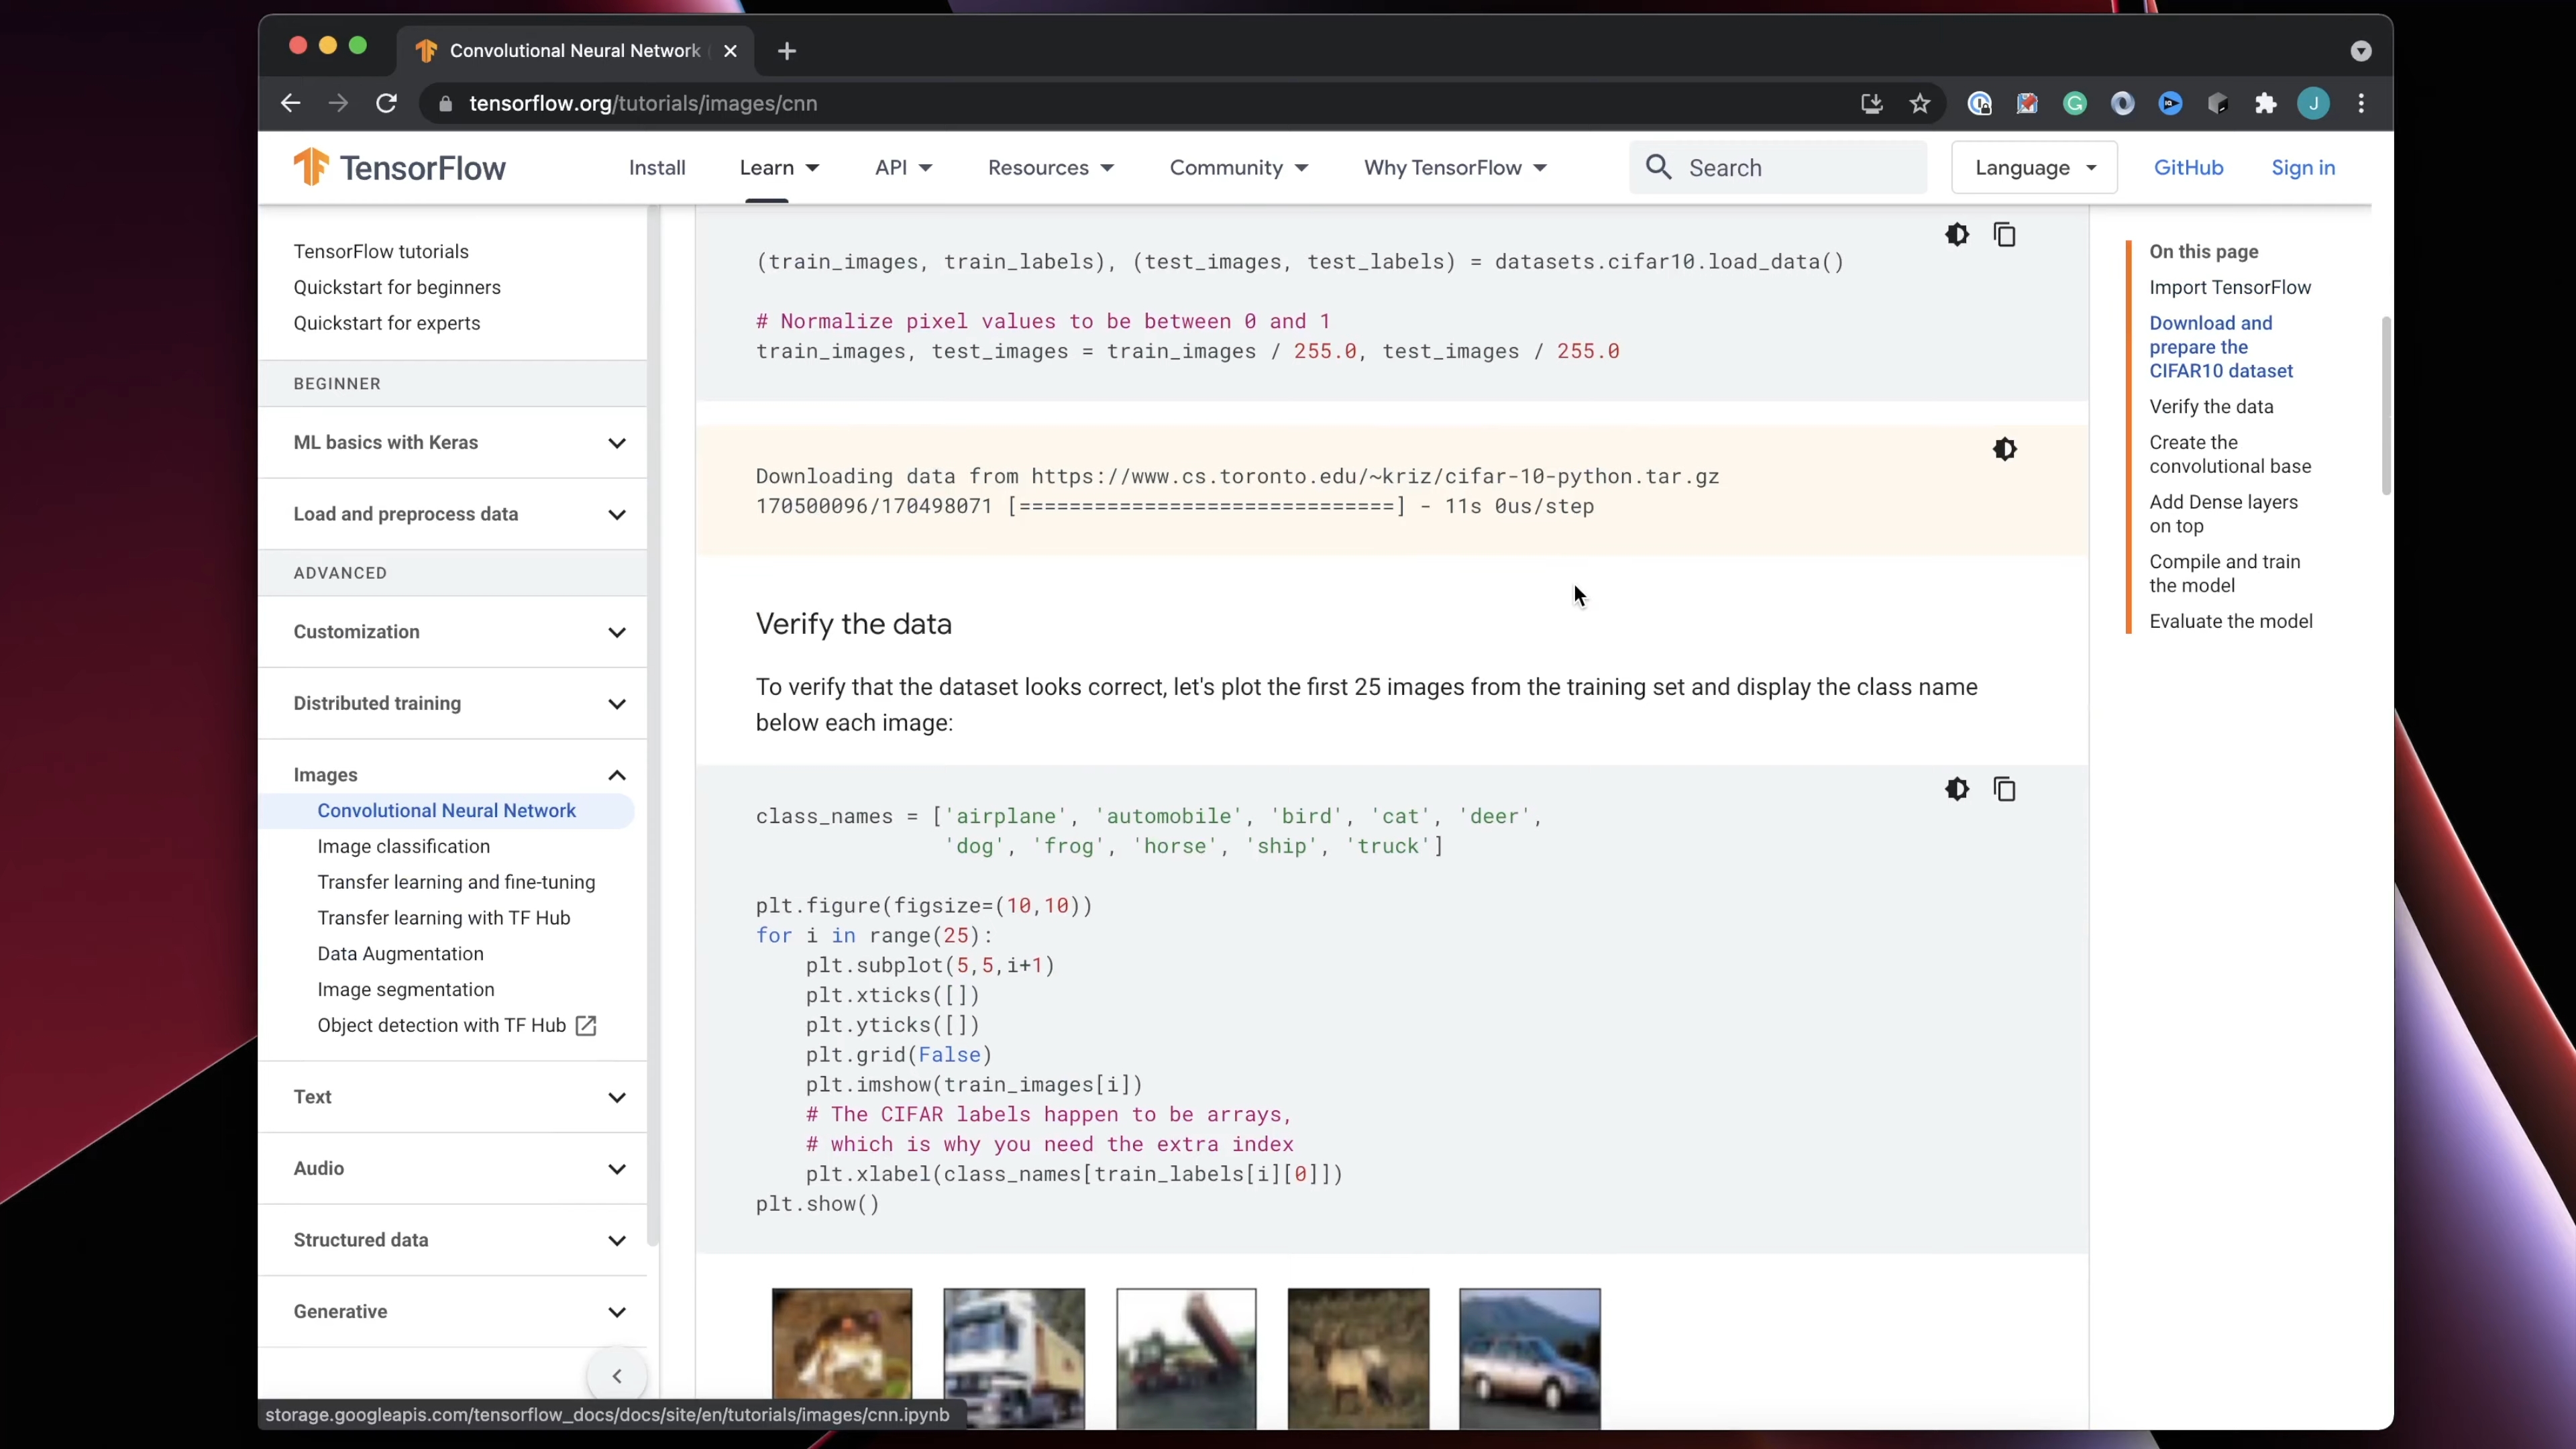 Convolutional Neural Network
tensorflow.org/tutorials/images/cnn
J
TensorFlow
Install
Learn
API
Resources
Community
Why TensorFlow
Search
Language
GitHub
Sign in
TensorFlow tutorials
Quickstart for beginners
Quickstart for experts
BEGINNER
ML basics with Keras
Load and preprocess data
ADVANCED
Customization
Distributed training
Images
Convolutional Neural Network
Image classification
Transfer learning and fine-tuning
Transfer learning with TF Hub
Data Augmentation
Image segmentation
Object detection with TF Hub
Text
Audio
Structured data
Generative
storage.googleapis.com/tensorflow_docs/docs/site/en/tutorials/images/cnn.ipynb
(train_images, train_labels), (test_images, test_labels) = datasets.cifar10.load_data()
# Normalize pixel values to be between 0 and 1
train_images, test_images = train_images / 255.0, test_images / 255.0
Downloading data from https://www.cs.toronto.edu/~kriz/cifar-10-python.tar.gz
170500096/170498071 [==============================] - 11s 0us/step
Verify the data
To verify that the dataset looks correct, let's plot the first 25 images from the training set and display the class name
below each image:
class_names = ['airplane', 'automobile', 'bird', 'cat', 'deer',
'dog', 'frog', 'horse', 'ship', 'truck']
plt.figure(figsize=(10,10))
for i in range(25):
plt.subplot(5,5,i+1)
plt.xticks([])
plt.yticks([])
plt.grid(False)
plt.imshow(train_images[i])
# The CIFAR labels happen to be arrays,
# which is why you need the extra index
plt.xlabel(class_names[train_labels[i][0]])
plt.show()
On this page
Import TensorFlow
Download and
prepare the
CIFAR10 dataset
Verify the data
Create the
convolutional base
Add Dense layers
on top
Compile and train
the model
Evaluate the model